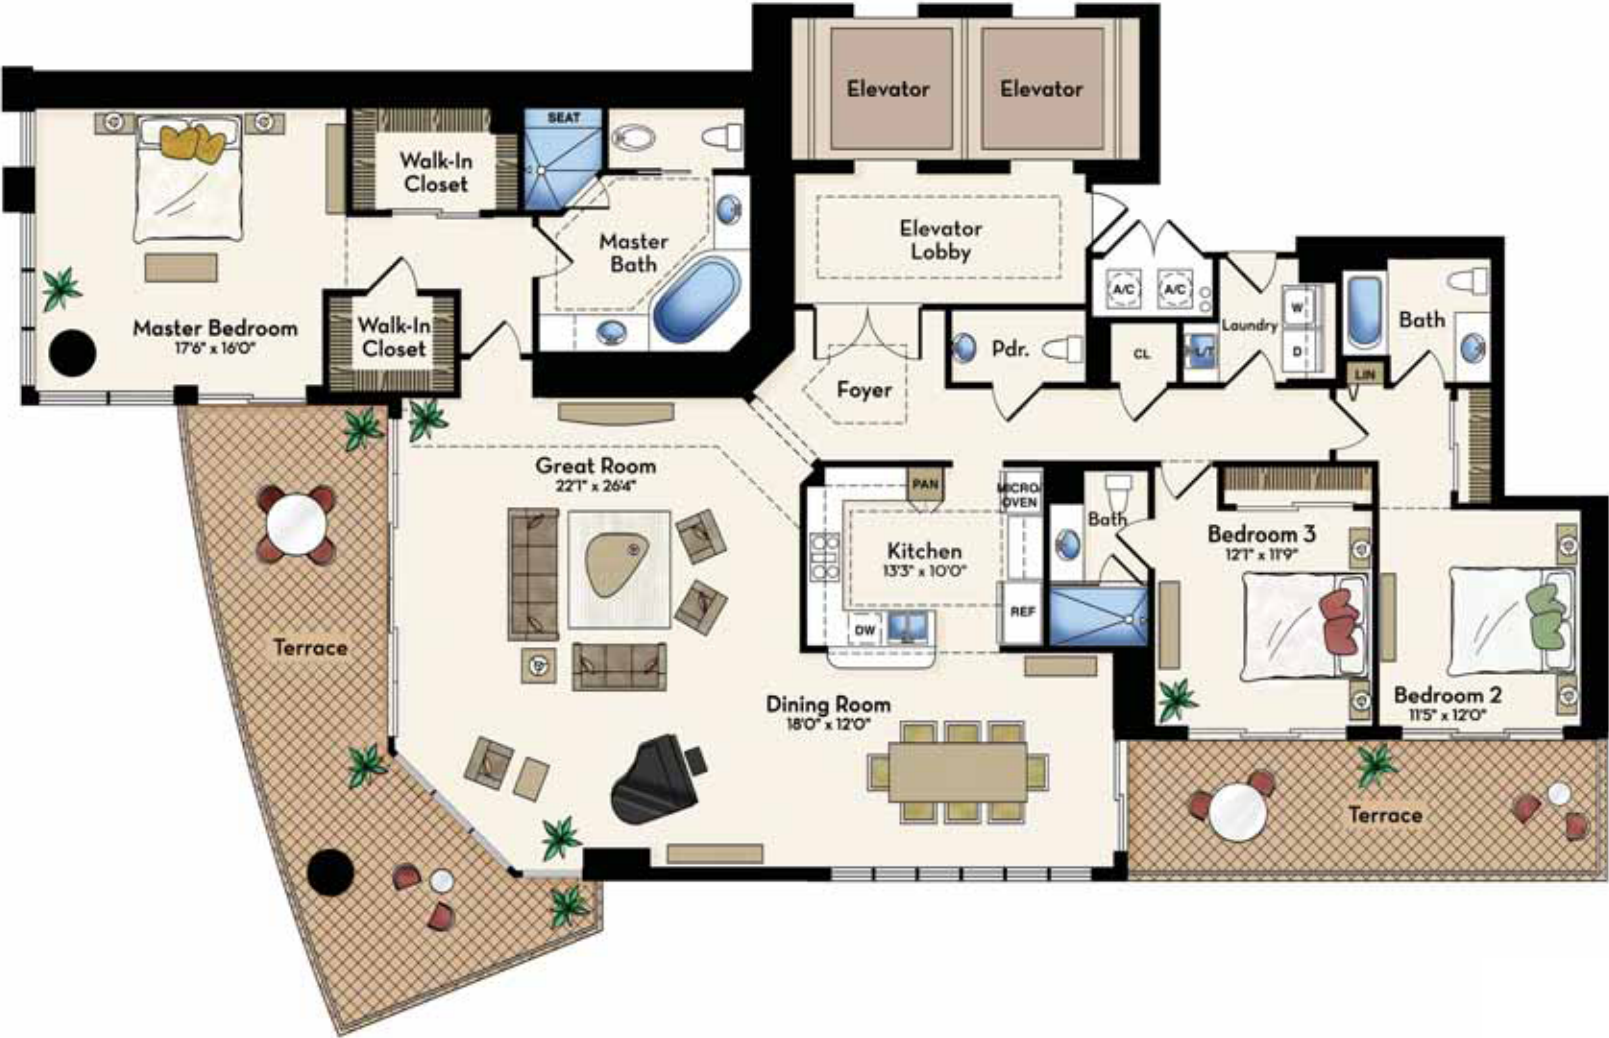 Elevator
Elevator
SEAT
Walk-In
Closet
Master
Bath
Elevator
Lobby
A/C
A/C
Laundry
W
D
Bath
LIN
Master Bedroom
17'6" x 16'0"
Walk-In
Closet
Pdr.
CL
L/T
Foyer
Great Room
22'1" x 26'4"
PAN
MICRO/
OVEN
Kitchen
13'3" x 10'0"
REF
DW
Bath
Bedroom 3
12'1" x 11'9"
Bedroom 2
11'5" x 12'0"
Terrace
Dining Room
18'0" x 12'0"
Terrace